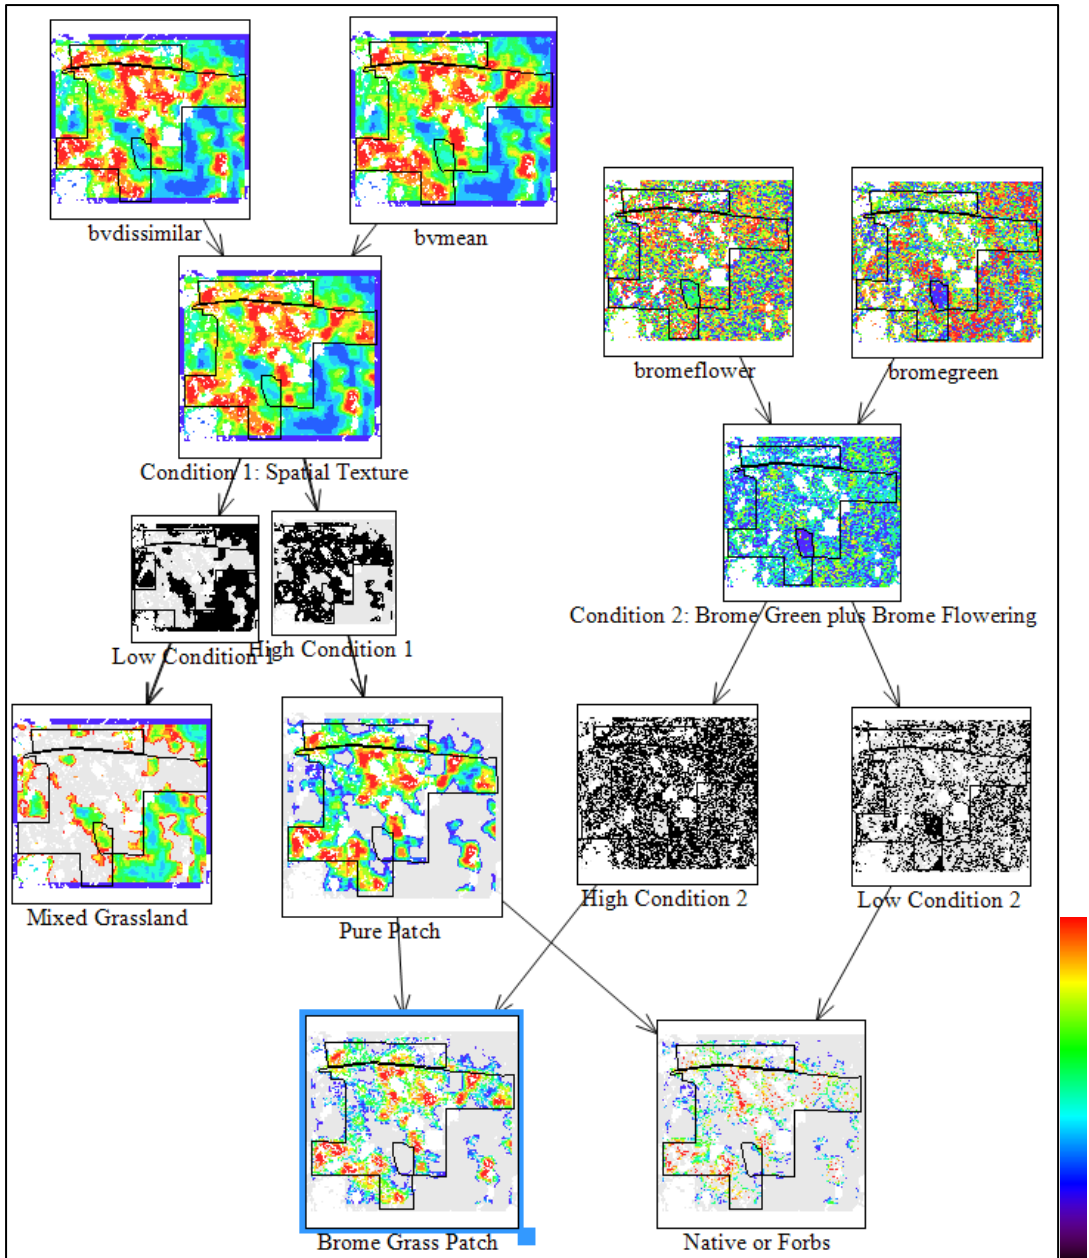 bvdissimilar
bvmean
bromeflower
bromegreen
Condition 1: Spatial Texture
Condition 2: Brome Green plus Brome Flowering
Low Condition 1
High Condition 1
Mixed Grassland
Pure Patch
High Condition 2
Low Condition 2
Brome Grass Patch
Native or Forbs